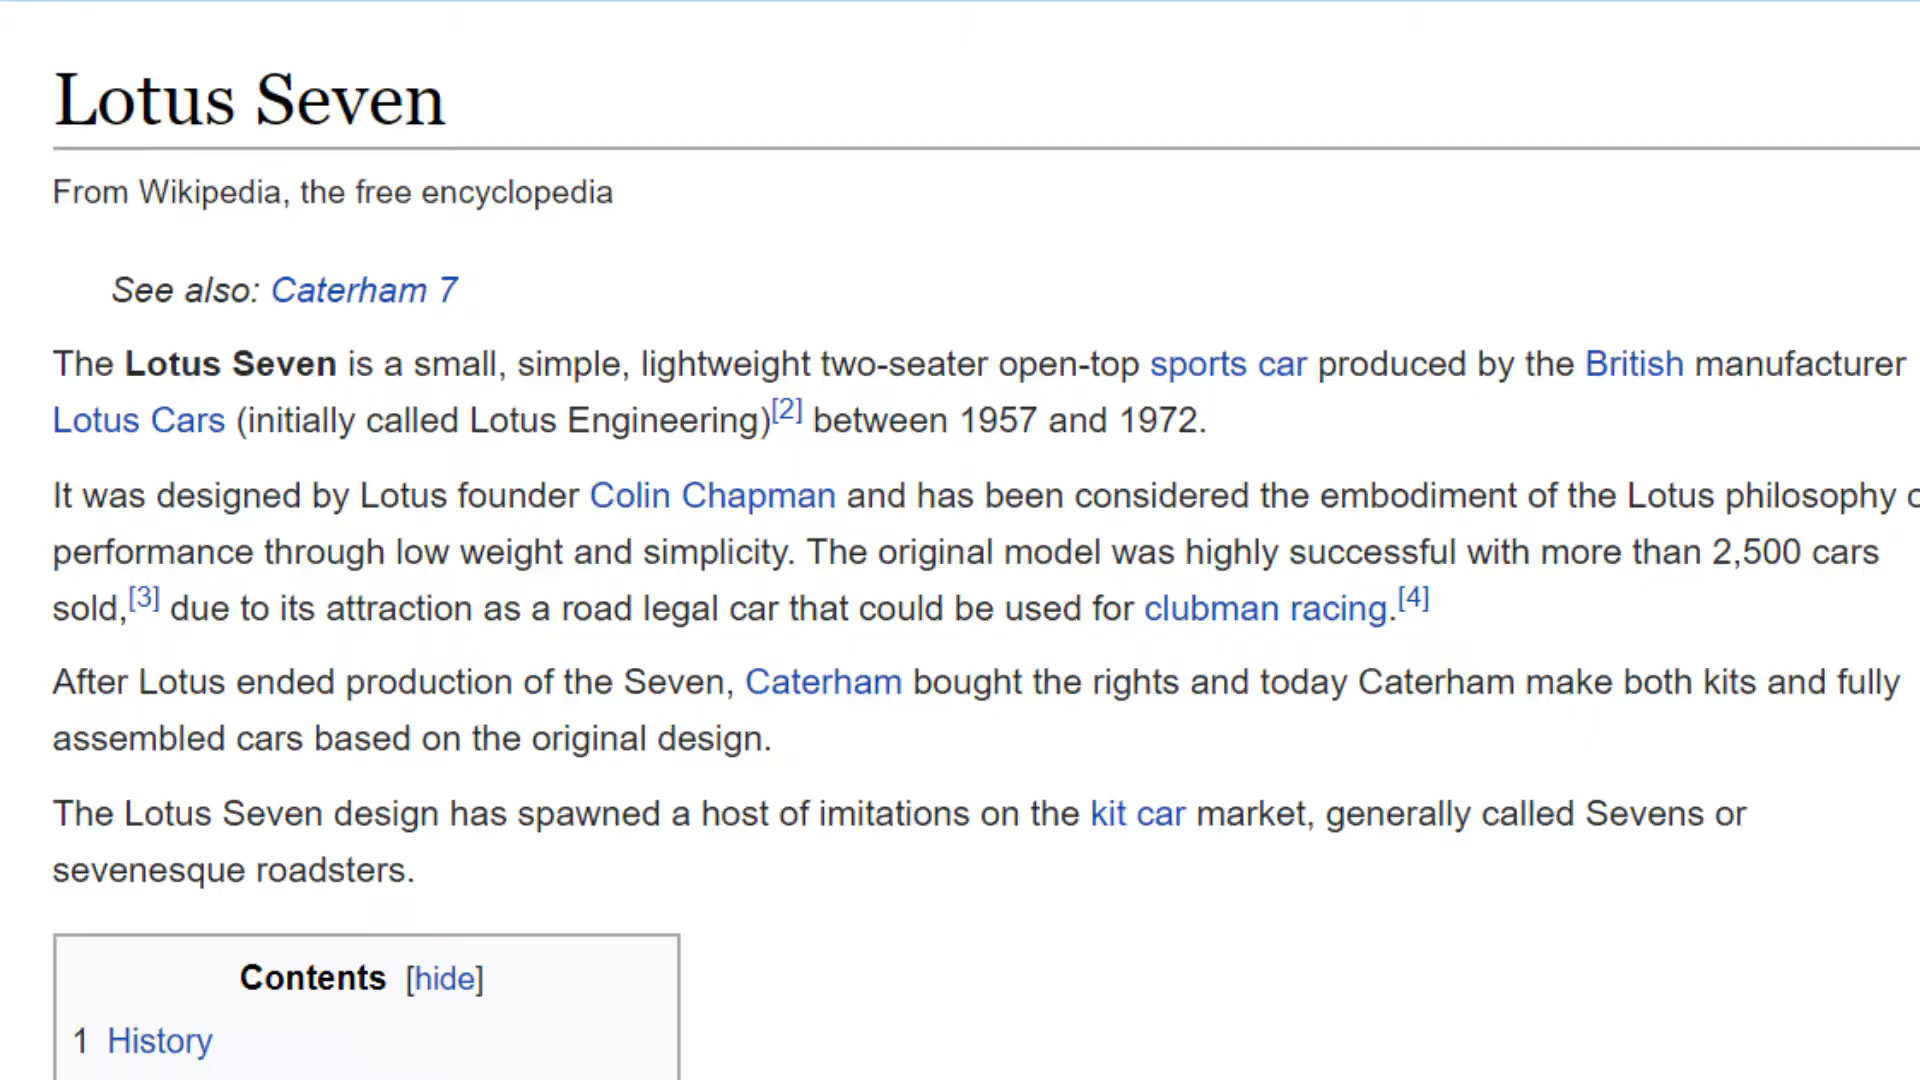 Lotus Seven
From Wikipedia, the free encyclopedia
See also: Caterham 7
The Lotus Seven is a small, simple, lightweight two-seater open-top sports car produced by the British manufacturer
Lotus Cars (initially called Lotus Engineering)[2] between 1957 and 1972.
It was designed by Lotus founder Colin Chapman and has been considered the embodiment of the Lotus philosophy
performance through low weight and simplicity. The original model was highly successful with more than 2,500 cars
sold,[3] due to its attraction as a road legal car that could be used for clubman racing.[4]
After Lotus ended production of the Seven, Caterham bought the rights and today Caterham make both kits and fully
assembled cars based on the original design.
The Lotus Seven design has spawned a host of imitations on the kit car market, generally called Sevens or
sevenesque roadsters.
Contents [hide]
1 History